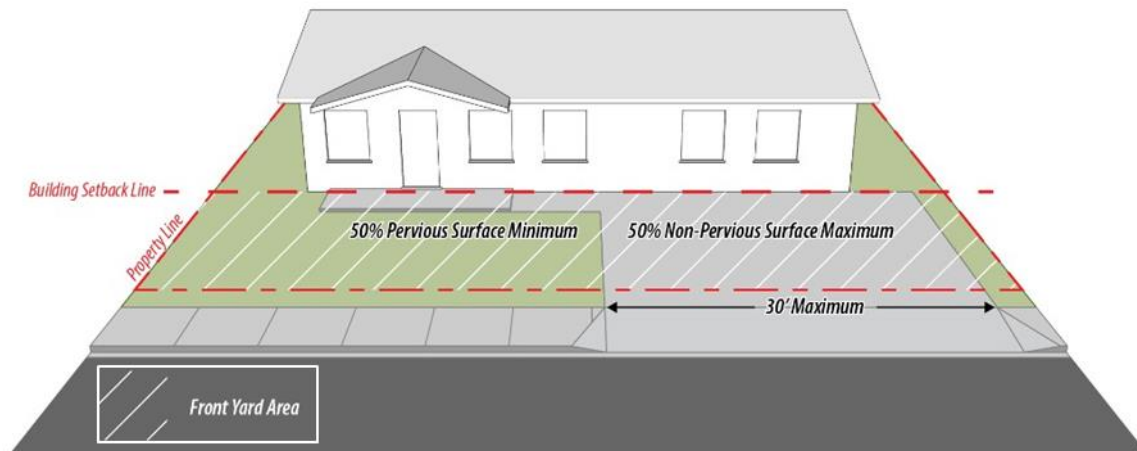 Building Setback Line
Property Line
50% Pervious Surface Minimum
50% Non-Pervious Surface Maximum
30' Maximum
Front Yard Area